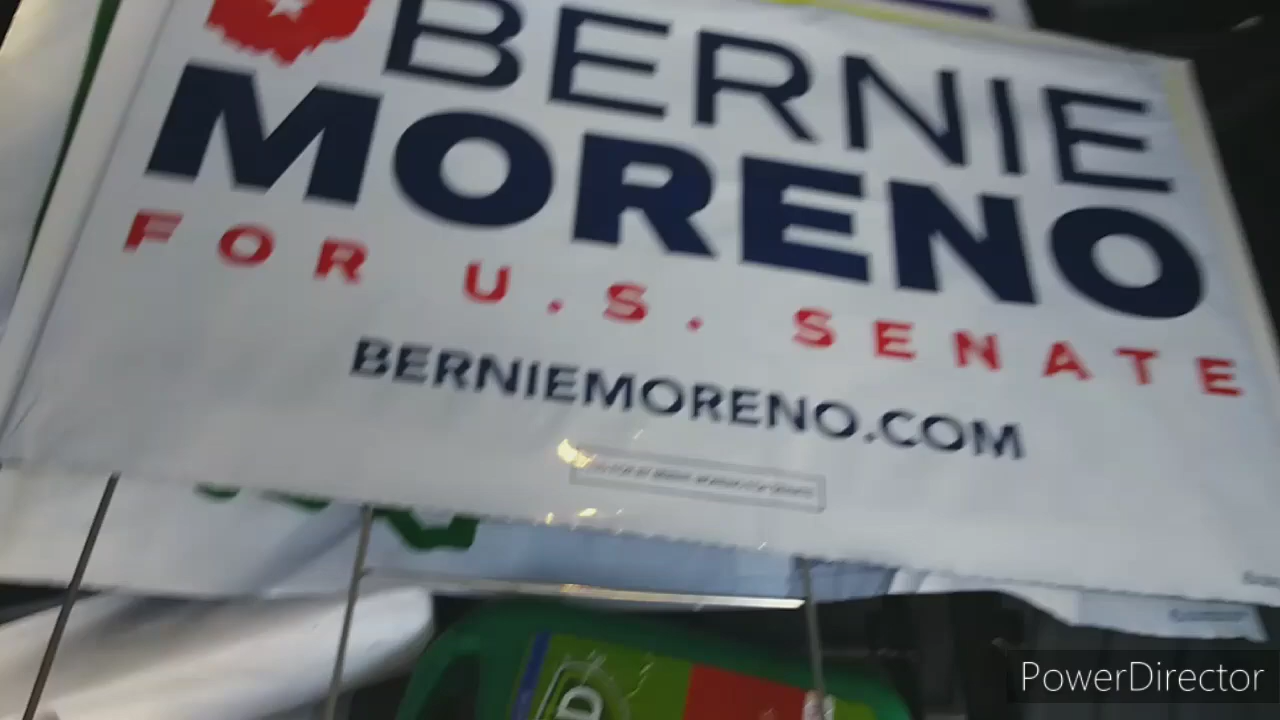 BERNIE
MORENO
FOR U.S. SENATE
BERNIEMORENO.COM
PowerDirector